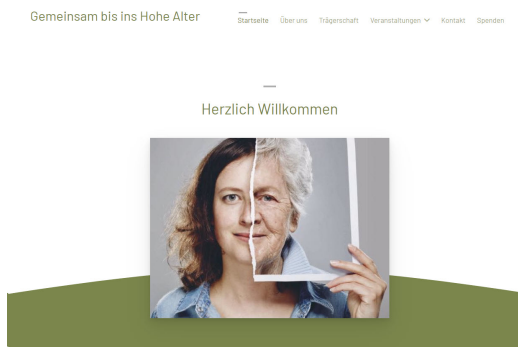 Gemeinsam bis ins Hohe Alter
Startseite Über uns Trägerschaft Veranstaltungen Kontakt Spenden
Herzlich Willkommen